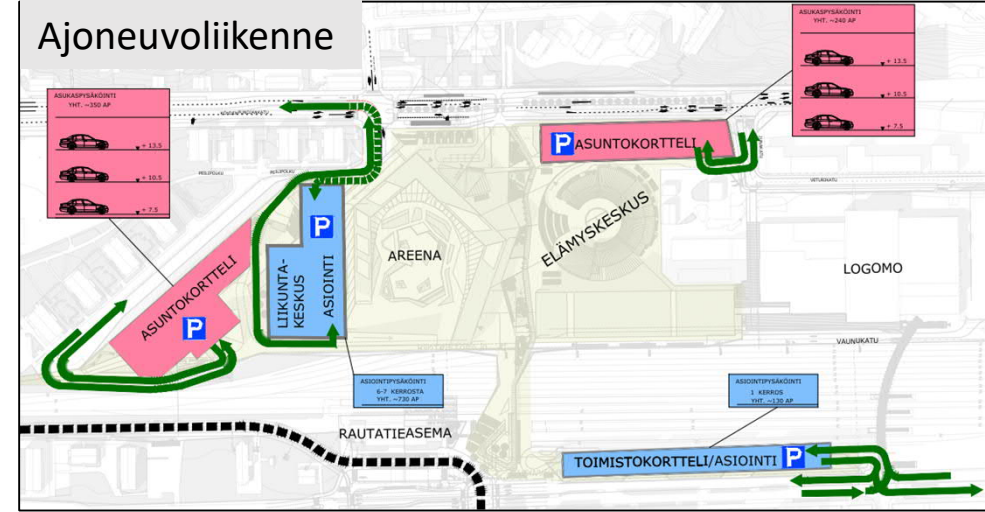 Ajoneuvoliikenne
ASUKASPYSÄKÖINTI
YHT. ~350 AP
+ 13.5
+ 10.5
+ 7.5
ASUKASPYSÄKÖINTI
YHT. ~240 AP
+ 13.5
+ 10.5
+ 7.5
P ASUNTOKORTTELI
P
ASUNTOKORTTELI
P
LIIKUNTA-
KESKUS
ASIOINTI
AREENA
ELÄMYSKESKUS
LOGOMO
VAUNUKATU
ASIOINTIPYSÄKÖINTI
6-7 KERROSTA
YHT. ~730 AP
ASIOINTIPYSÄKÖINTI
1 KERROS
YHT. ~130 AP
RAUTATIEASEMA
TOIMISTOKORTTELI/ASIOINTI P